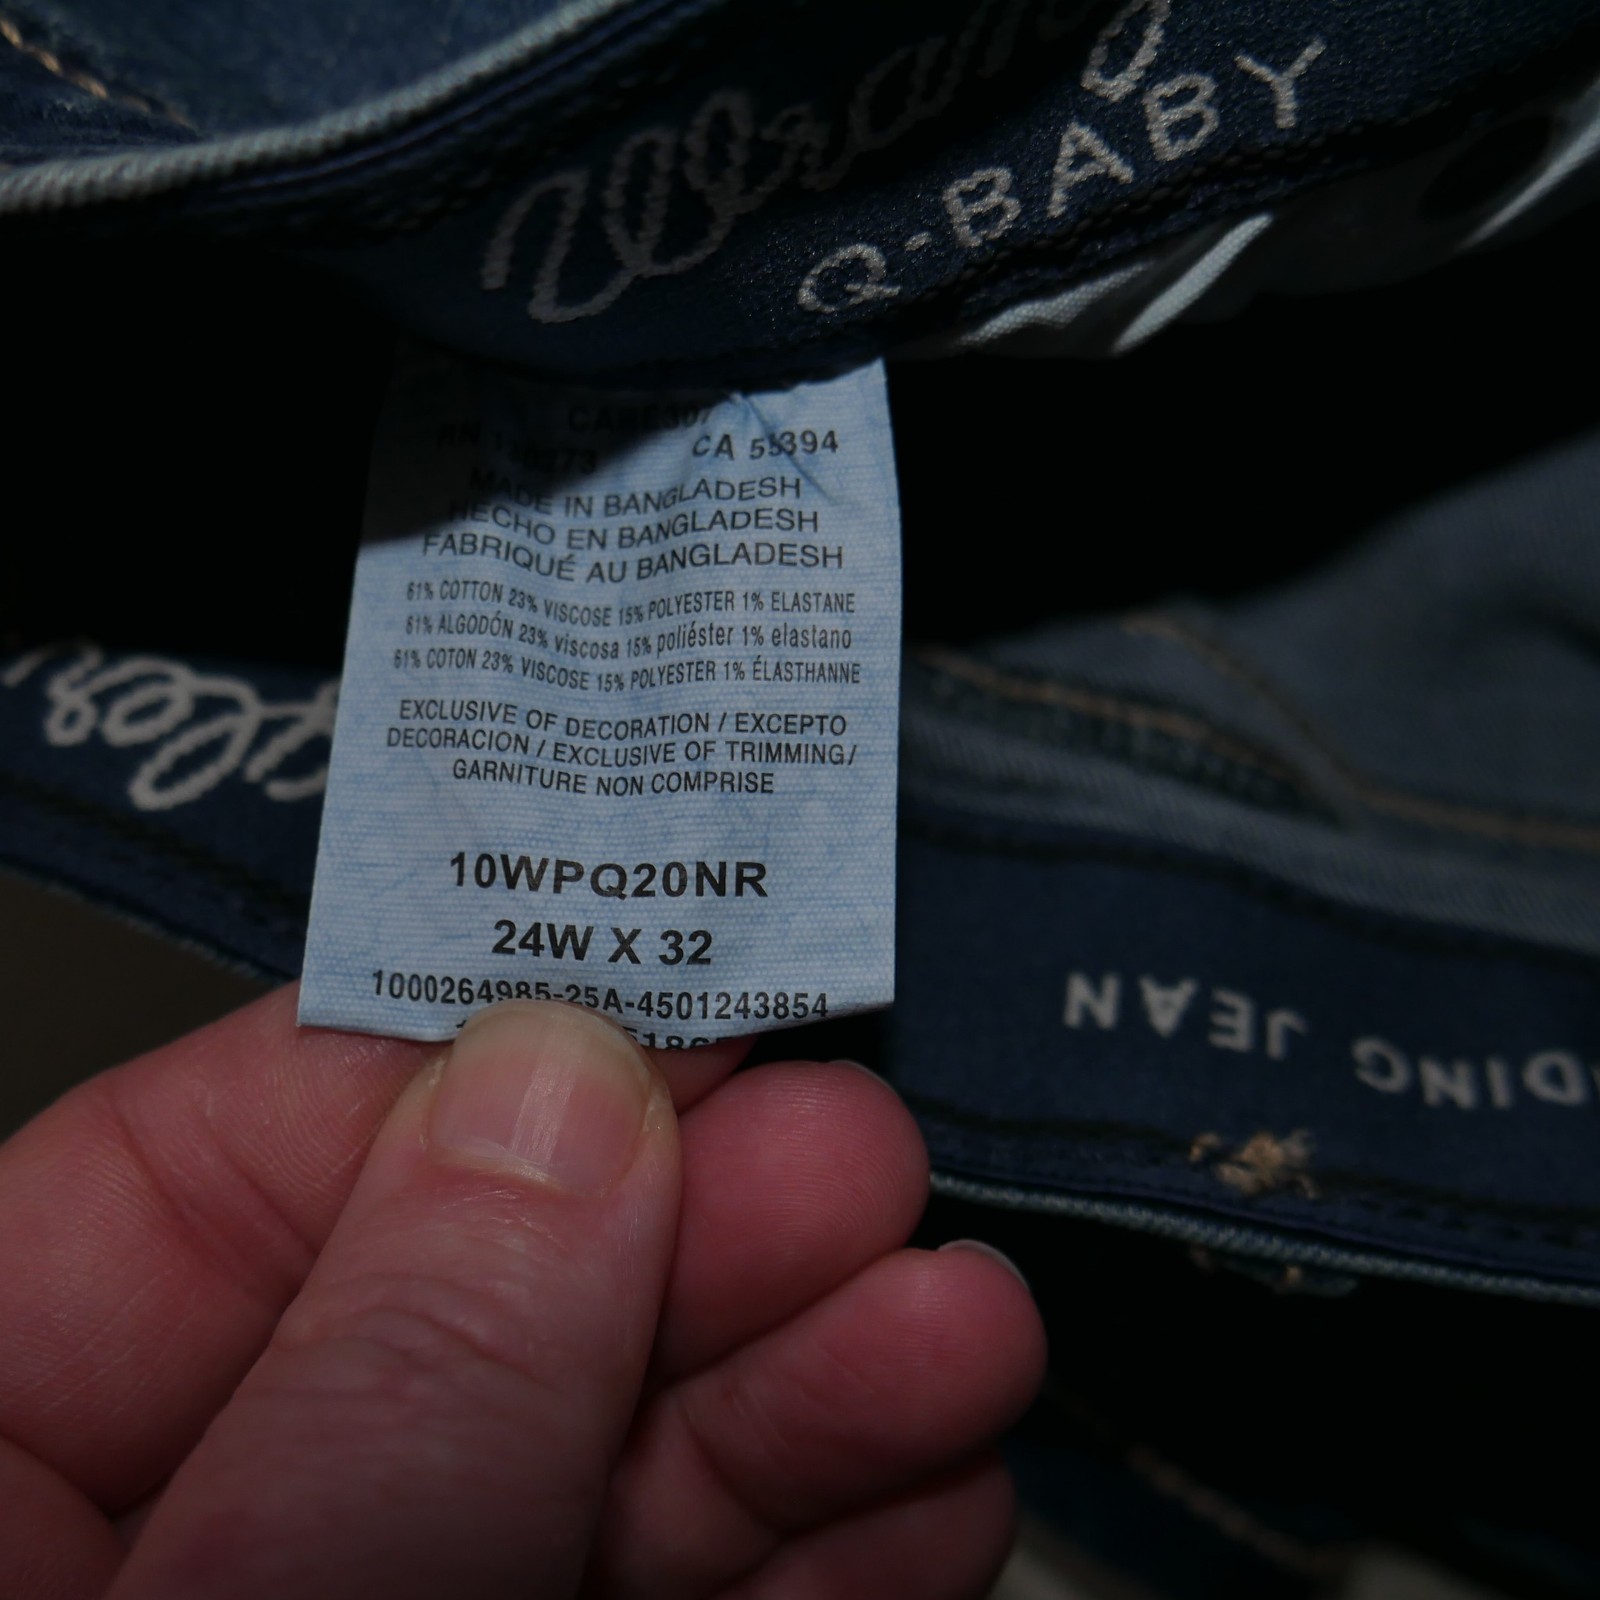 Q-BABY
CA 55394
MADE IN BANGLADESH
HECHO EN BANGLADESH
FABRIQUÉ AU BANGLADESH
61% COTTON 23% VISCOSE 15% POLYESTER 1% ELASTANE
61% ALGODÓN 23% viscosa 15% poliéster 1% elastano
61% COTON 23% VISCOSE 15% POLYESTER 1% ÉLASTHANNE
EXCLUSIVE OF DECORATION / EXCEPTO
DECORACION / EXCLUSIVE OF TRIMMING/
GARNITURE NON COMPRISE
10WPQ20NR
24W X 32
1000264985-25A-4501243854
JEAN